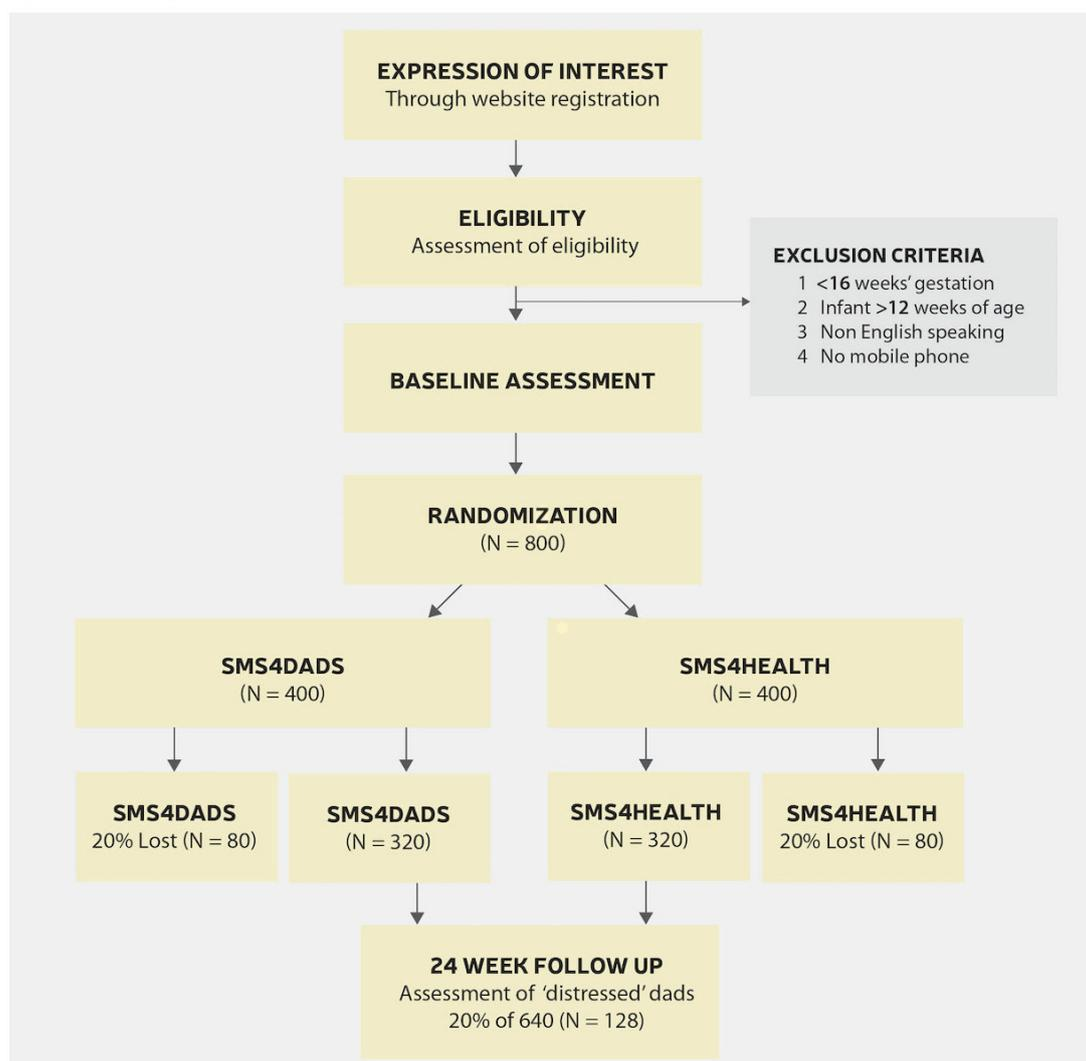 EXPRESSION OF INTEREST
Through website registration
ELIGIBILITY
Assessment of eligibility
EXCLUSION CRITERIA
1 <16 weeks' gestation
2 Infant >12 weeks of age
3 Non English speaking
4 No mobile phone
BASELINE ASSESSMENT
RANDOMIZATION
(N = 800)
SMS4DADS
(N = 400)
SMS4HEALTH
(N = 400)
SMS4DADS
20% Lost (N = 80)
SMS4DADS
(N = 320)
SMS4HEALTH
(N = 320)
SMS4HEALTH
20% Lost (N = 80)
24 WEEK FOLLOW UP
Assessment of 'distressed' dads
20% of 640 (N = 128)